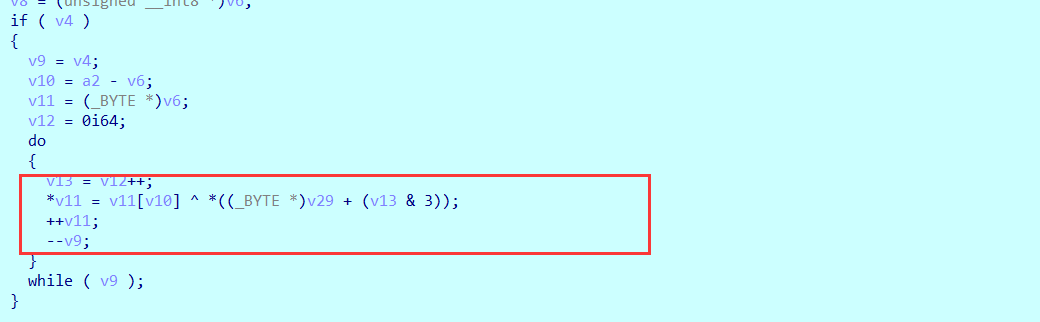 v8 = (unsigned __int8 *)v6;
if ( v4 )
{
  v9 = v4;
  v10 = a2 - v6;
  v11 = (_BYTE *)v6;
  v12 = 0i64;
  do
  {
    v13 = v12++;
    *v11 = v11[v10] ^ *((_BYTE *)v29 + (v13 & 3));
    ++v11;
    --v9;
  }
  while ( v9 );
}